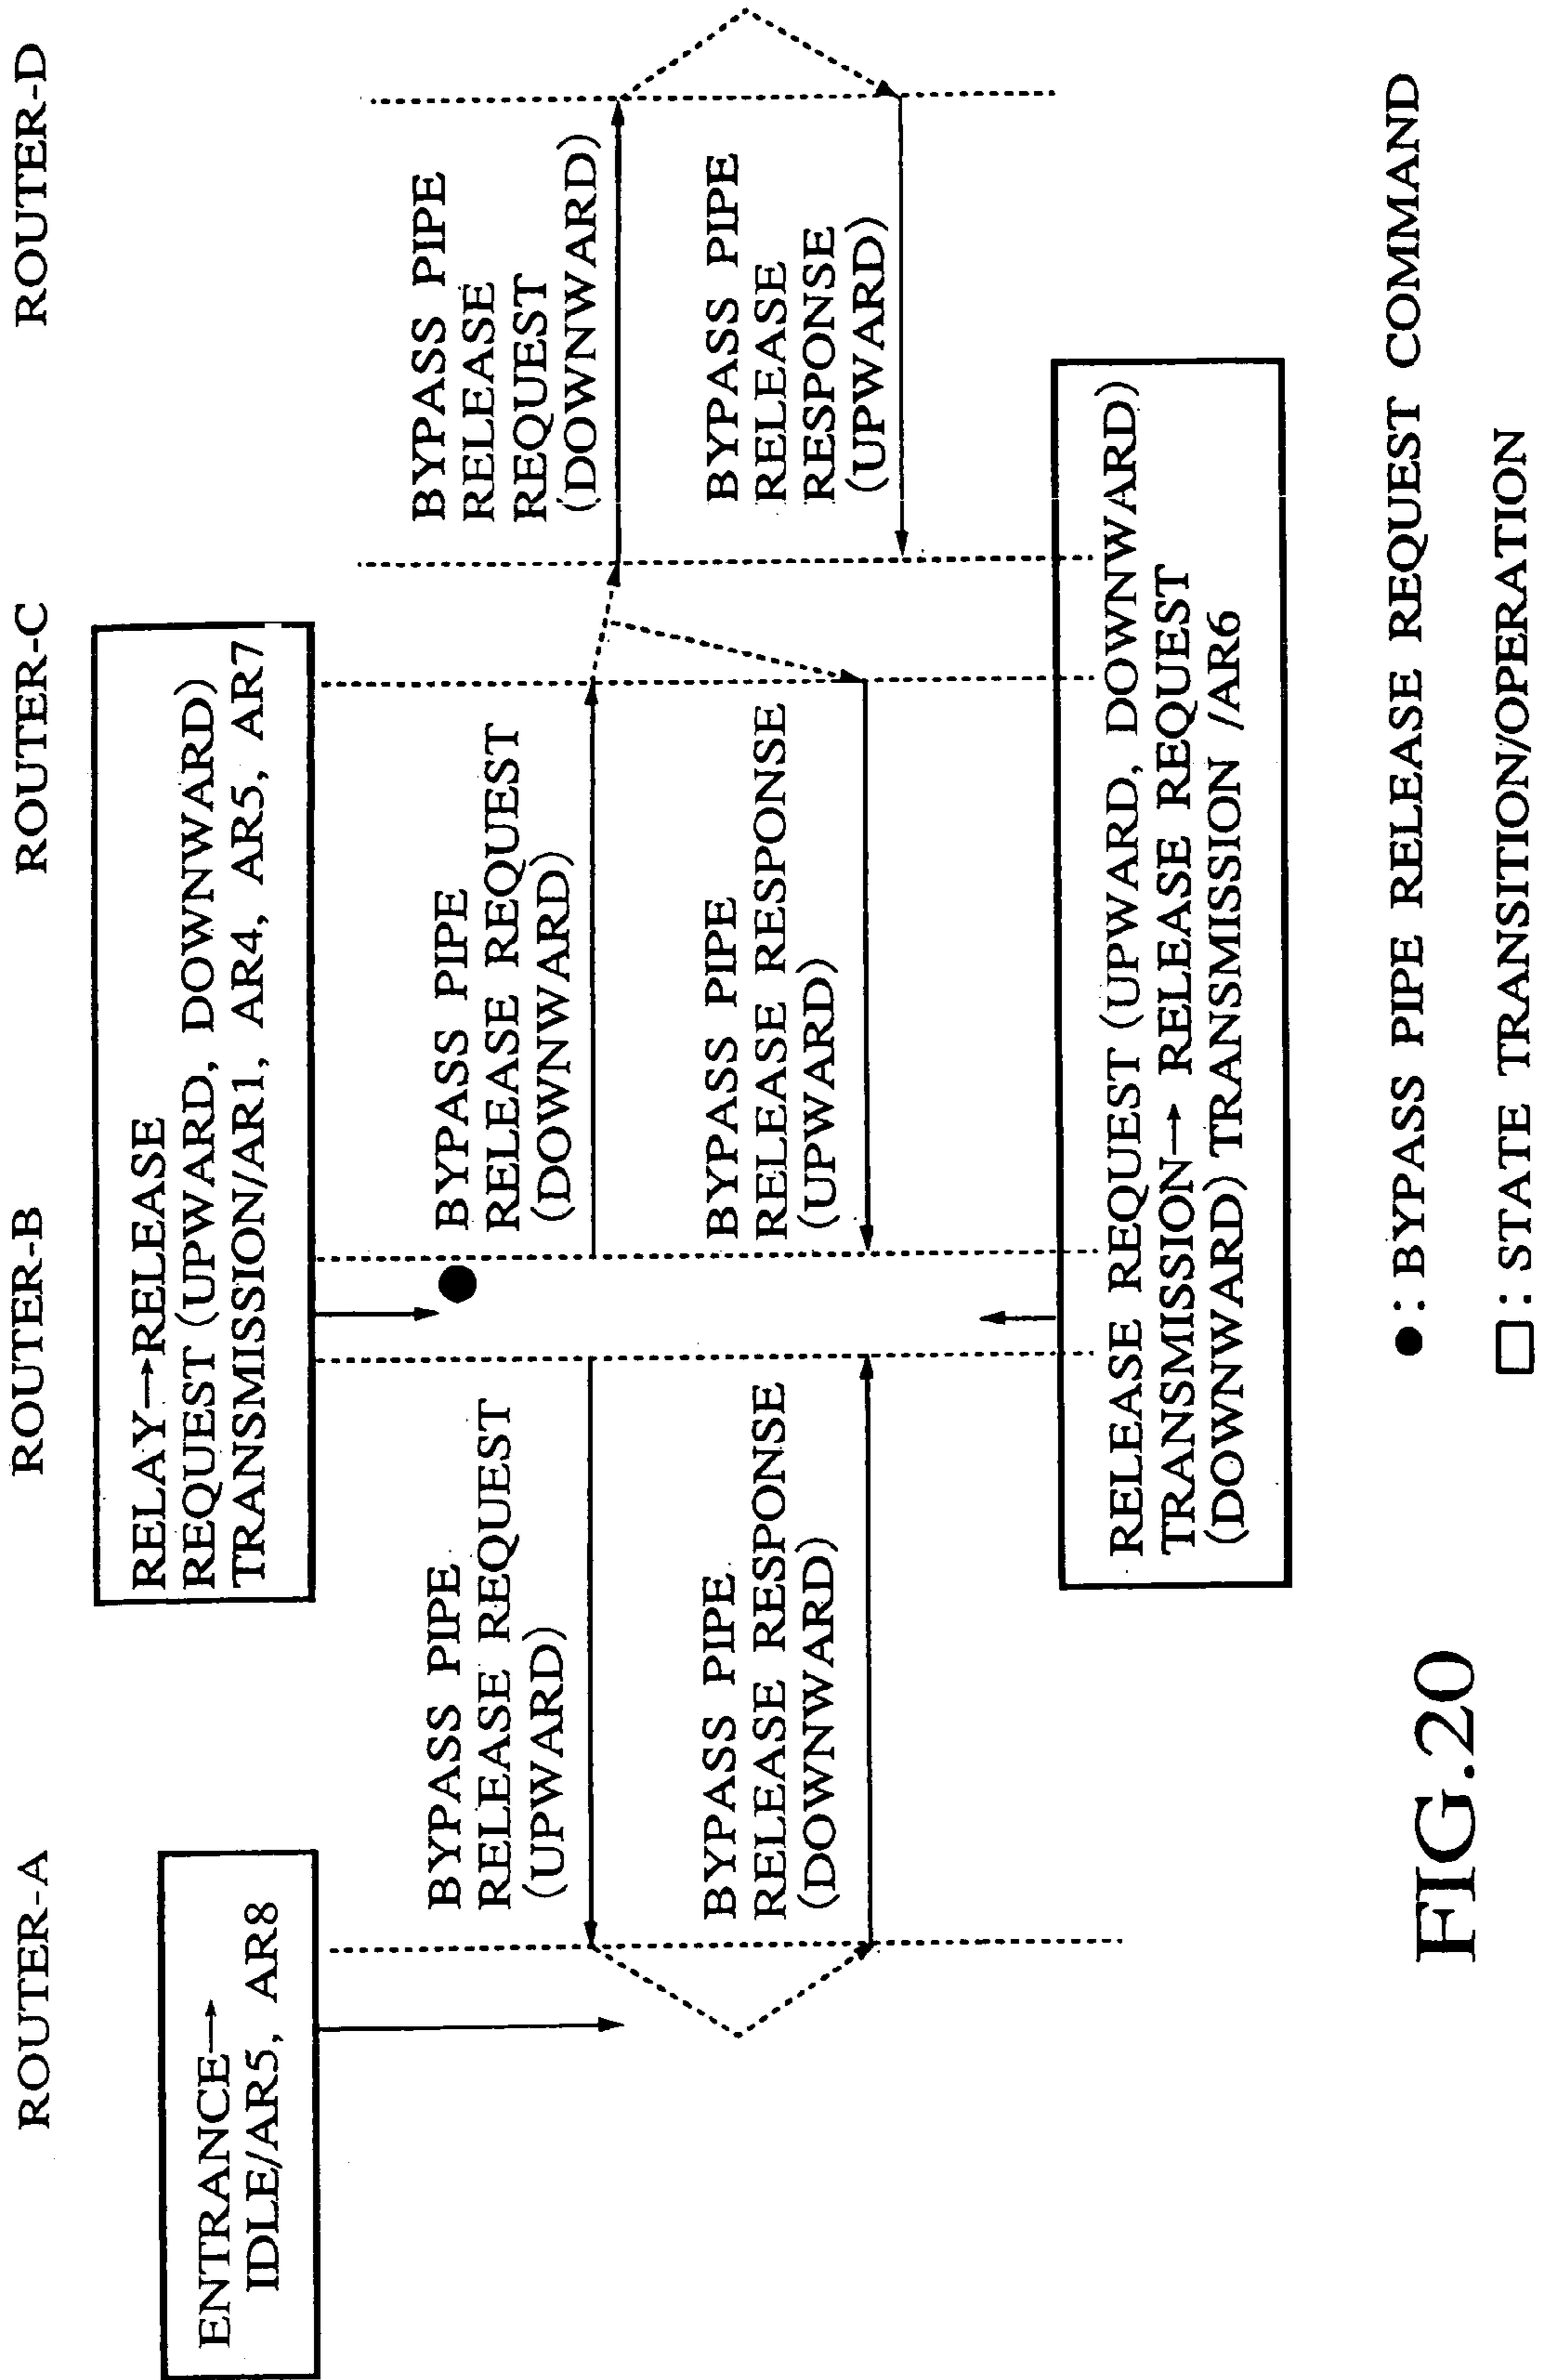 ROUTER-A
ROUTER-B
ROUTER-C
ROUTER-D
ENTRANCE→
IDLE/AR5, AR8
RELAY→RELEASE
REQUEST (UPWARD, DOWNWARD)
TRANSMISSION/AR1, AR4, AR5, AR7
BYPASS PIPE
RELEASE REQUEST
(UPWARD)
BYPASS PIPE
RELEASE REQUEST
(DOWNWARD)
BYPASS PIPE
RELEASE
REQUEST
(DOWNWARD)
BYPASS PIPE
RELEASE RESPONSE
(DOWNWARD)
BYPASS PIPE
RELEASE RESPONSE
(UPWARD)
BYPASS PIPE
RELEASE
RESPONSE
(UPWARD)
RELEASE REQUEST (UPWARD, DOWNWARD)
TRANSMISSION→ RELEASE REQUEST
(DOWNWARD) TRANSMISSION /AR6
●: BYPASS PIPE RELEASE REQUEST COMMAND
□: STATE TRANSITION/OPERATION
FIG.20